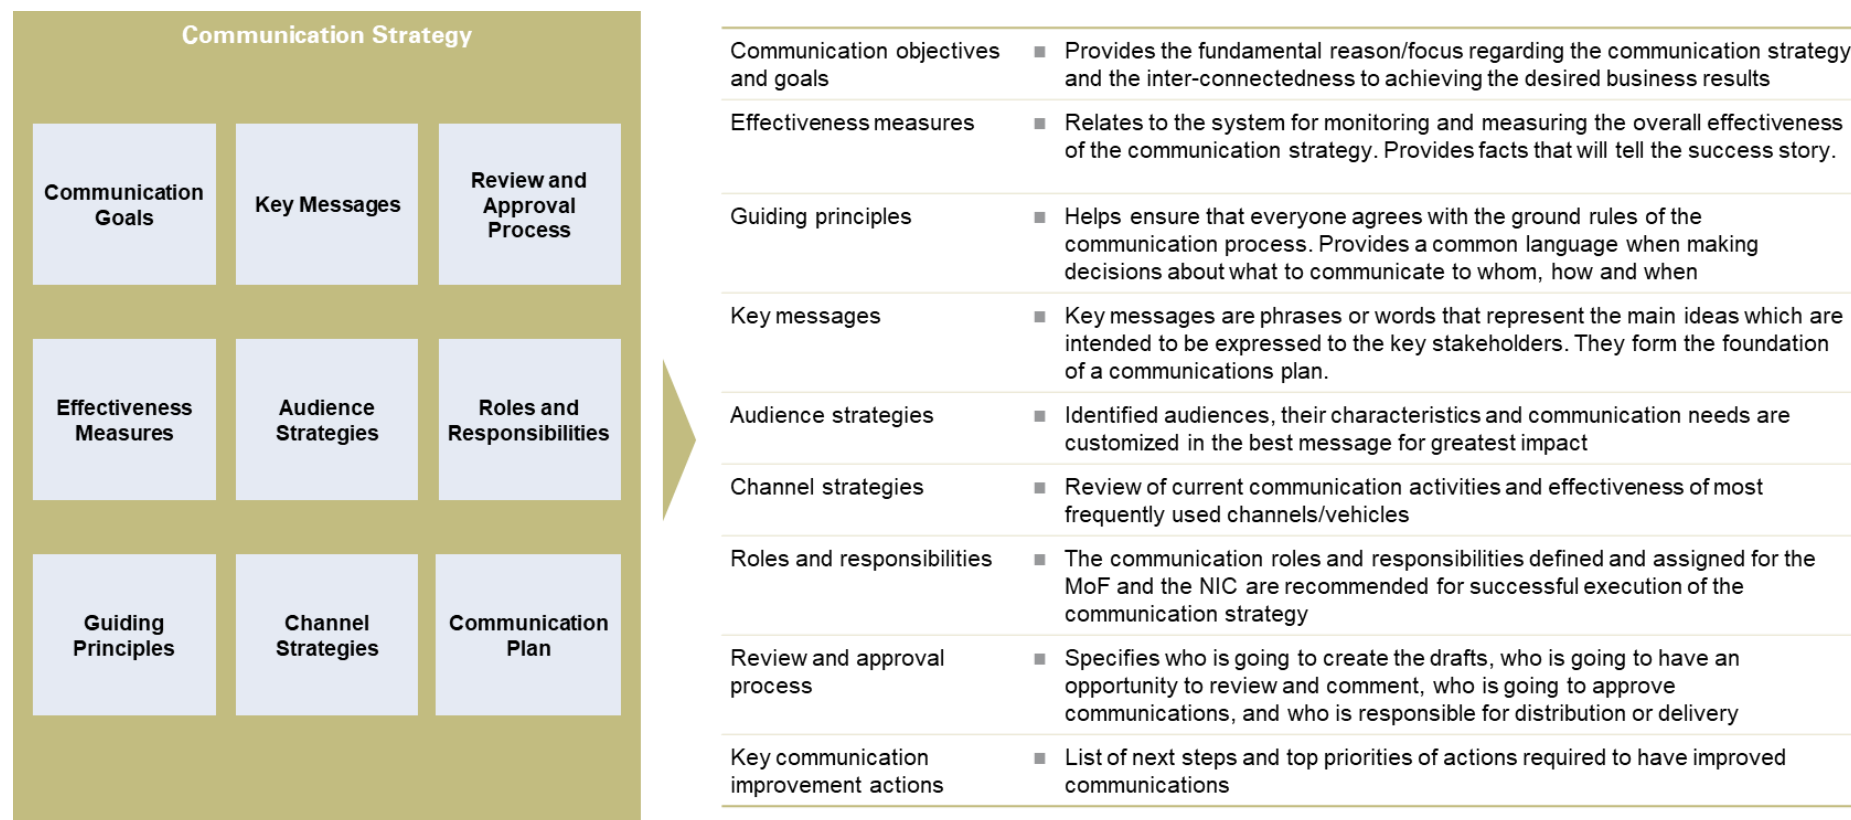 Communication Strategy
Communication
Goals
Key Messages
Review and
Approval
Process
Effectiveness
Measures
Audience
Strategies
Roles and
Responsibilities
Guiding
Principles
Channel
Strategies
Communication
Plan
Communication objectives
and goals
Provides the fundamental reason/focus regarding the communication strategy
and the inter-connectedness to achieving the desired business results
Effectiveness measures
Relates to the system for monitoring and measuring the overall effectiveness
of the communication strategy. Provides facts that will tell the success story.
Guiding principles
Helps ensure that everyone agrees with the ground rules of the
communication process. Provides a common language when making
decisions about what to communicate to whom, how and when
Key messages
Key messages are phrases or words that represent the main ideas which are
intended to be expressed to the key stakeholders. They form the foundation
of a communications plan.
Audience strategies
Identified audiences, their characteristics and communication needs are
customized in the best message for greatest impact
Channel strategies
Review of current communication activities and effectiveness of most
frequently used channels/vehicles
Roles and responsibilities
The communication roles and responsibilities defined and assigned for the
MoF and the NIC are recommended for successful execution of the
communication strategy
Review and approval
process
Specifies who is going to create the drafts, who is going to have an
opportunity to review and comment, who is going to approve
communications, and who is responsible for distribution or delivery
Key communication
improvement actions
List of next steps and top priorities of actions required to have improved
communications